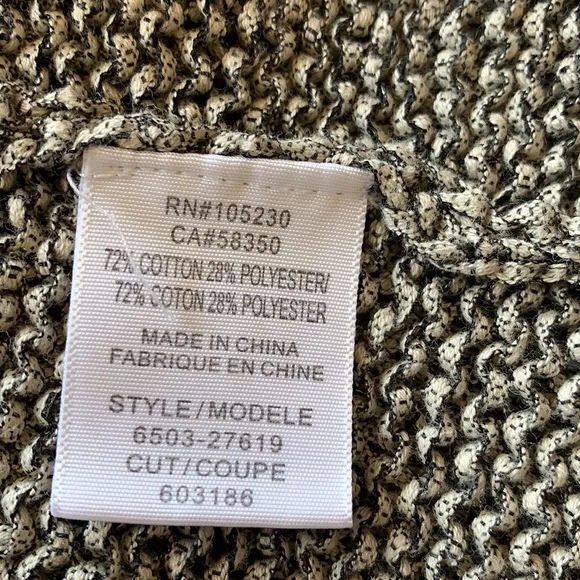 RN#105230
CA#58350
72% COTTON 28% POLYESTER/
72% COTON 28% POLYESTER
MADE IN CHINA
FABRIQUE EN CHINE
STYLE/MODELE
6503-27619
CUT/COUPE
603186